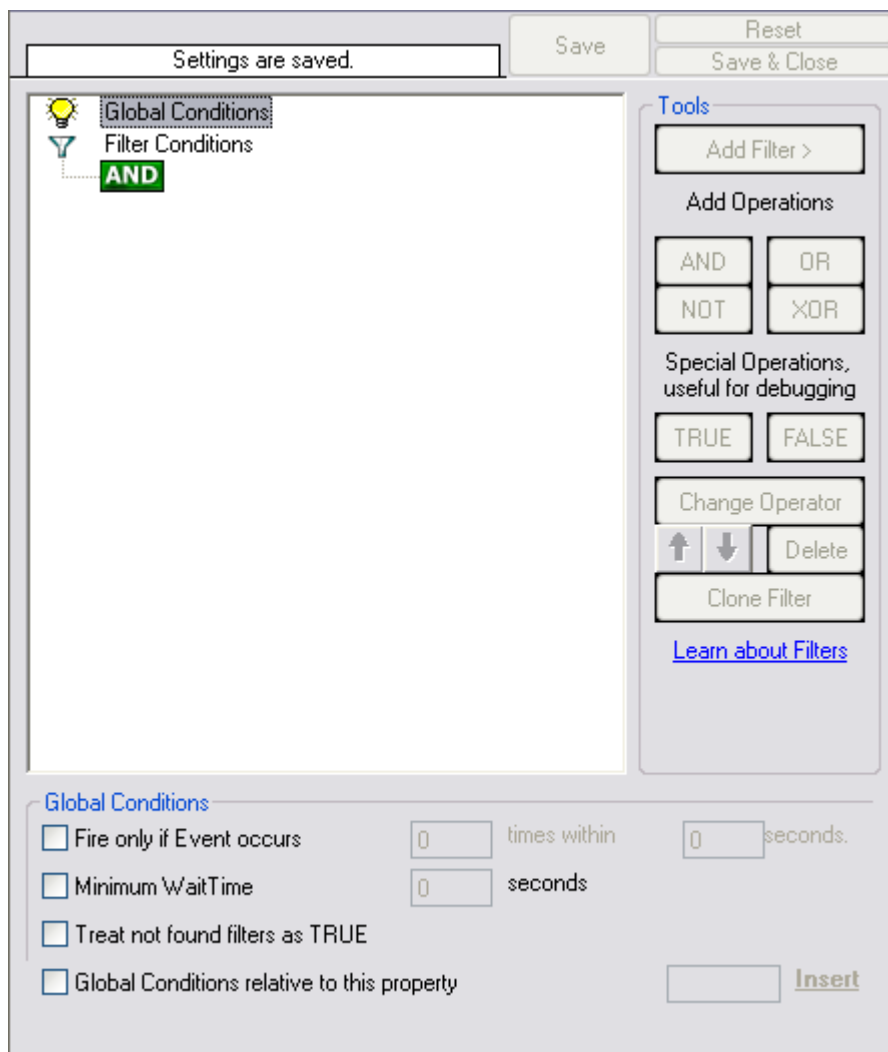 Settings are saved.
Save
Reset
Save & Close
Global Conditions
Filter Conditions
AND
Tools
Add Filter >
Add Operations
AND
OR
NOT
XOR
Special Operations,
useful for debugging
TRUE
FALSE
Change Operator
Delete
Clone Filter
Learn about Filters
Global Conditions
Fire only if Event occurs 0 times within 0 seconds.
Minimum WaitTime 0 seconds
Treat not found filters as TRUE
Global Conditions relative to this property Insert